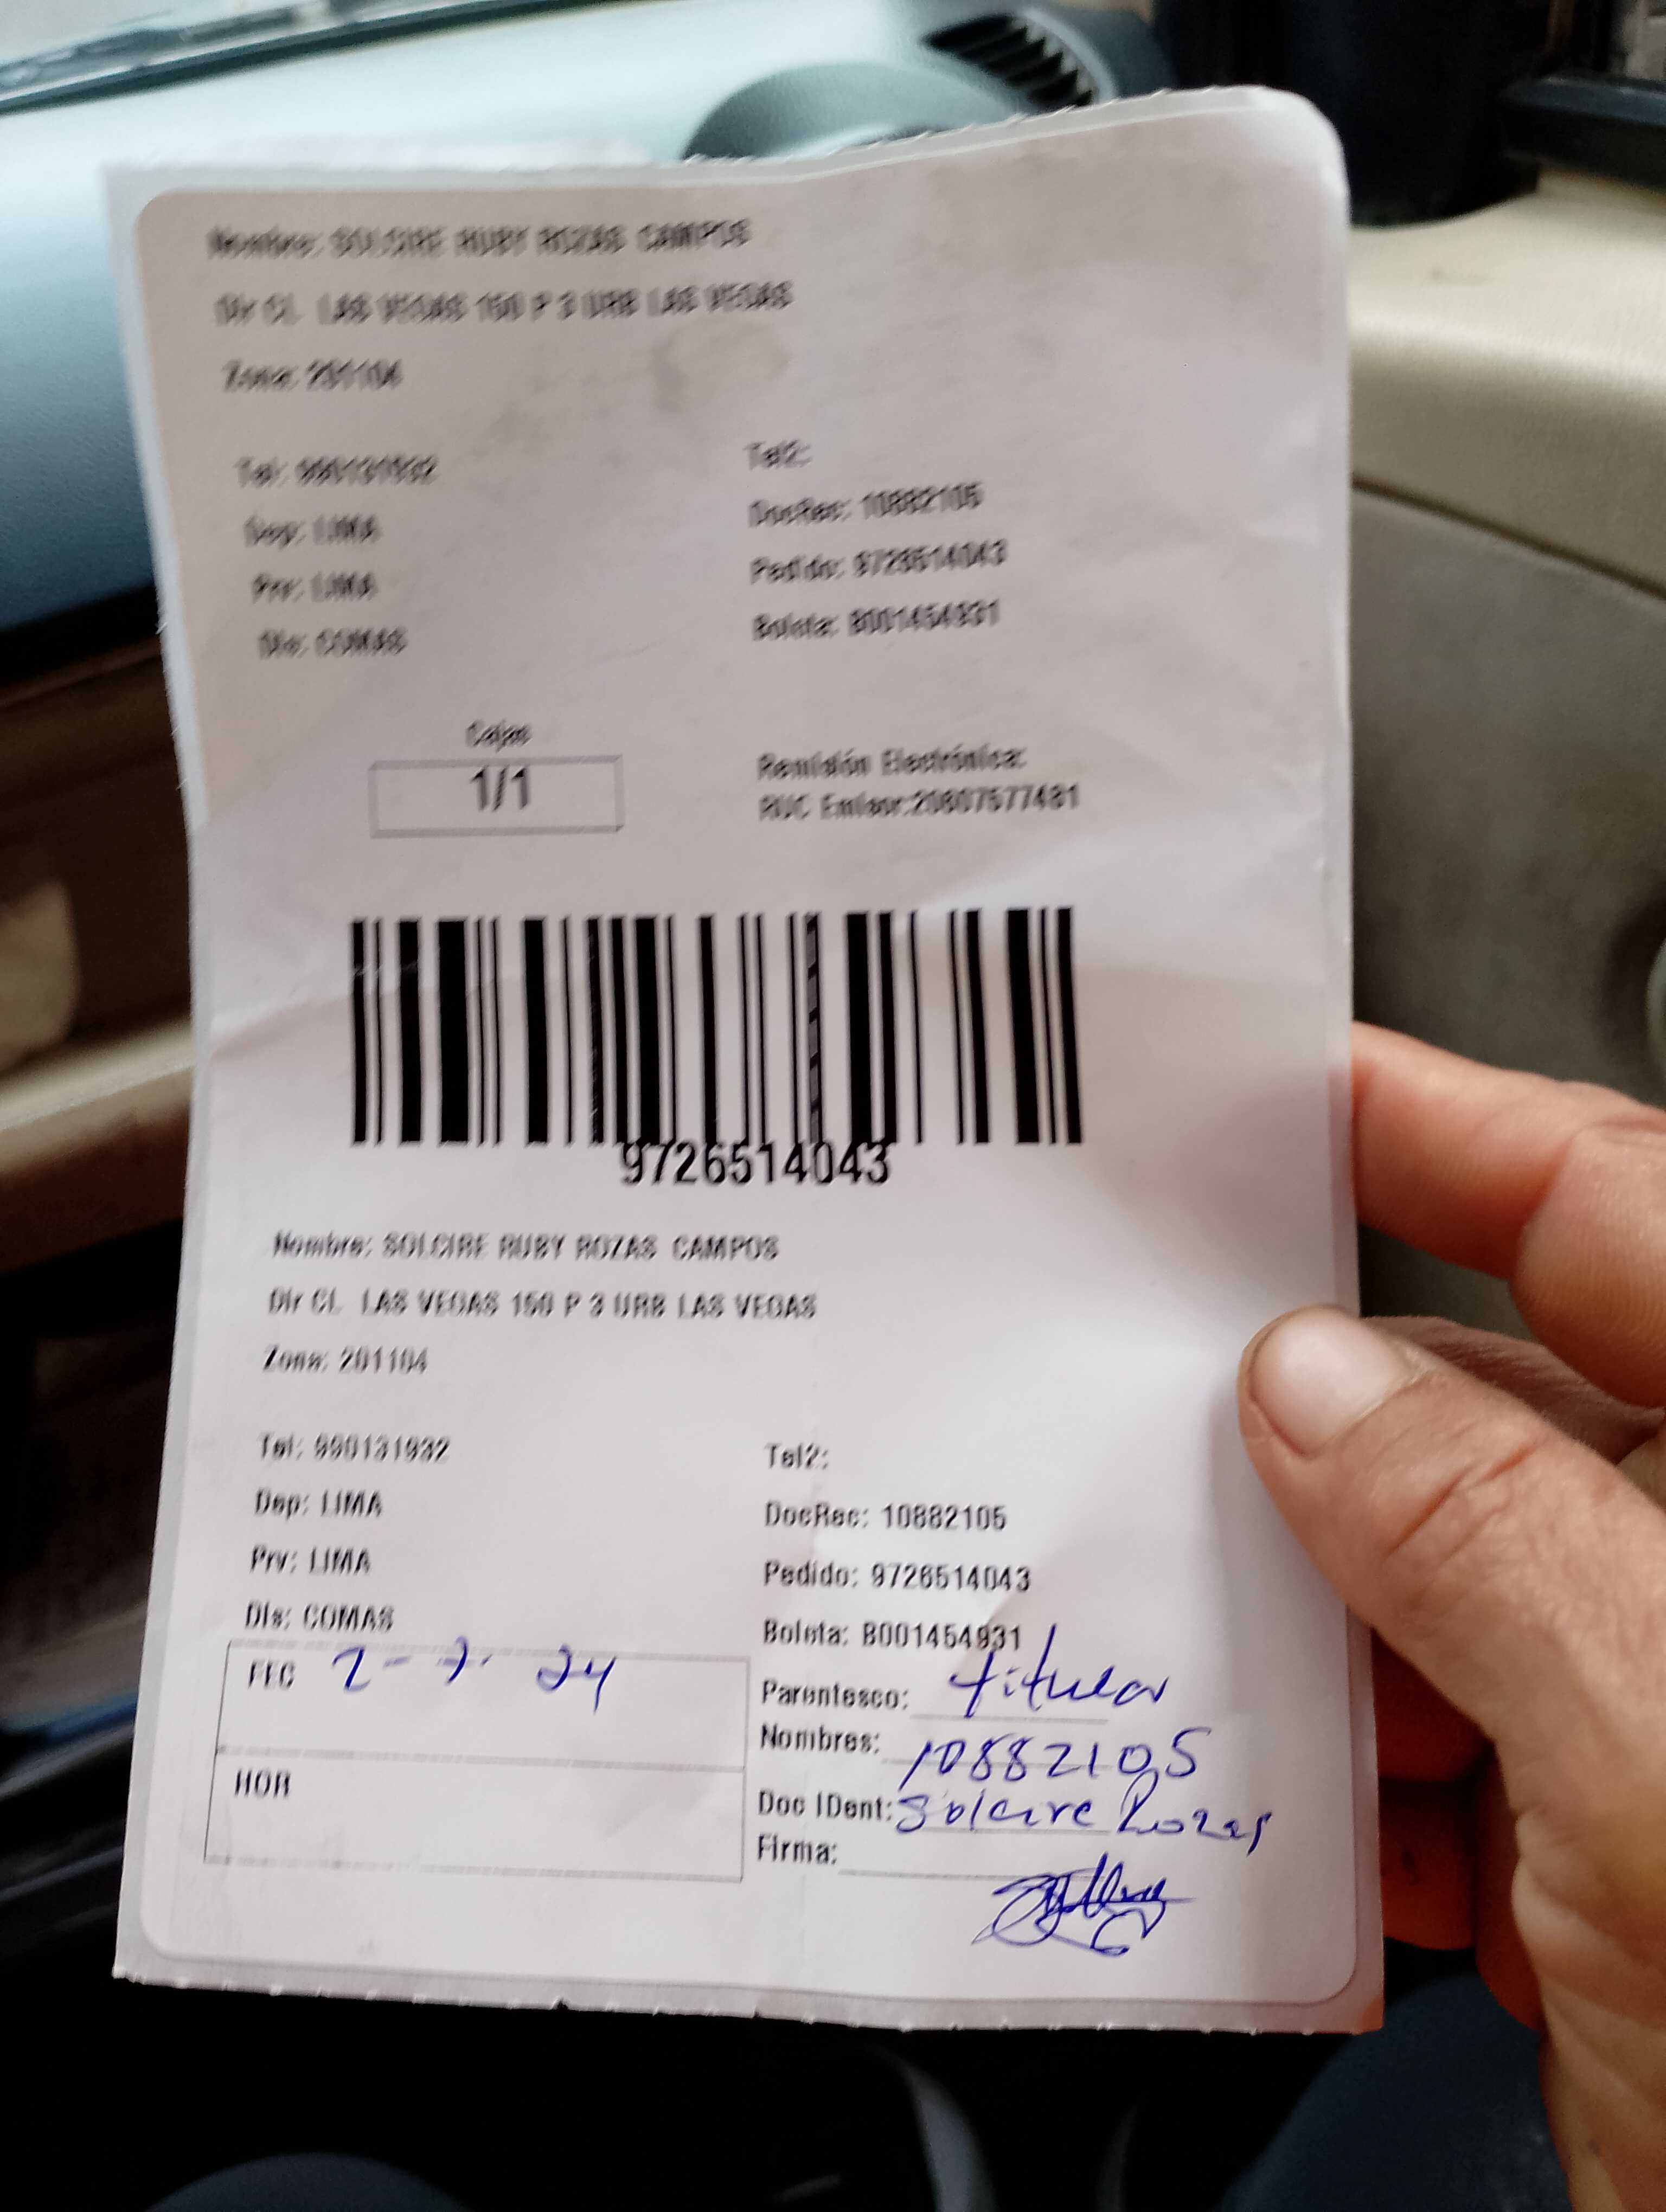 Nombre: SOLCIRE RUBY ROZAS CAMPOS
Dir CL LAS VEGAS 150 P 3 URB LAS VEGAS
Zona: 201104
Tel: 990131932
Tel2:
Dep: LIMA
DocRec: 10882105
Prv: LIMA
Pedido: 9726514043
Dis: COMAS
Boleta: B001454931
Cajas
1/1
Remisión Electrónica:
RUC Emisor:20607577481
9726514043
Nombre: SOLCIRE RUBY ROZAS CAMPOS
Dir CL LAS VEGAS 150 P 3 URB LAS VEGAS
Zona: 201104
Tel: 990131932
Tel2:
Dep: LIMA
DocRec: 10882105
Prv: LIMA
Pedido: 9726514043
Dis: COMAS
Boleta: B001454931
FEC 2-7-24
Parentesco: titular
Nombres: 10882105
HOR
Doc IDent: Solcire Rozas
Firma: